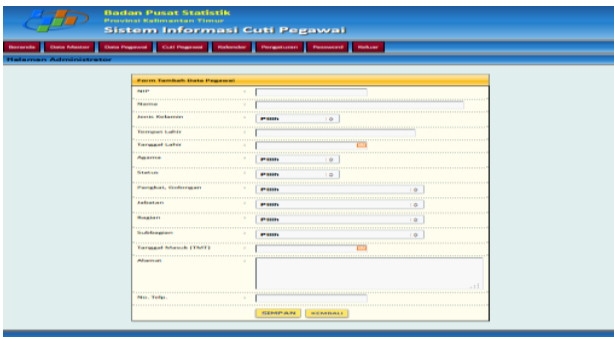 Badan Pusat Statistik
Provinsi Kalimantan Timur
Sistem Informasi Cuti Pegawai
Beranda Data Master Data Pegawai Cuti Pegawai Kalender Pengaturan Password Keluar
Halaman Administrator
Form Tambah Data Pegawai
NIP :
Nama :
Jenis Kelamin : Pilih
Tempat Lahir :
Tanggal Lahir :
Agama : Pilih
Status : Pilih
Pangkat, Golongan : Pilih
Jabatan : Pilih
Bagian : Pilih
Subbagian : Pilih
Tanggal Masuk (TMT) :
Alamat :
No. Telp. :
SIMPAN KEMBALI